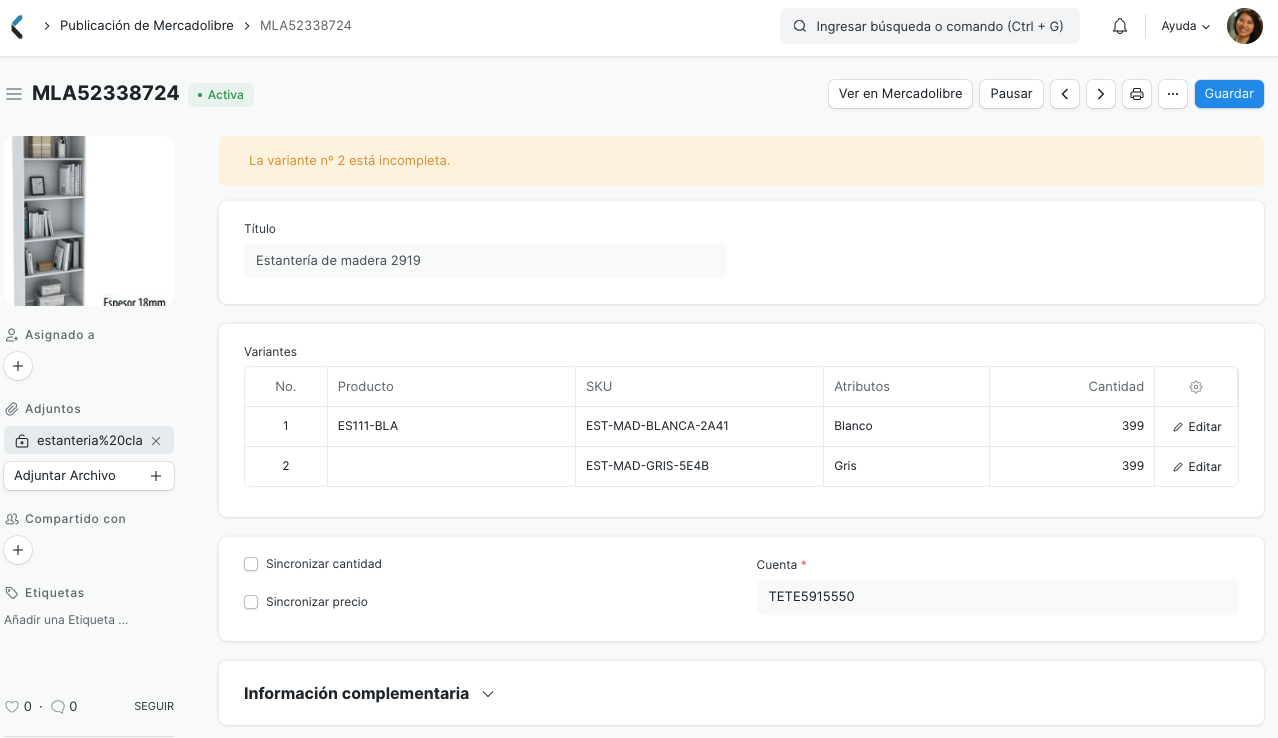 Publicación de Mercadolibre MLA52338724
Ingresar búsqueda o comando (Ctrl + G)
Ayuda
MLA52338724
Activa
Ver en Mercadolibre
Pausar
Guardar
Espesor 18mm
Asignado a
Adjuntos
estanteria%20cla
Adjuntar Archivo
Compartido con
Etiquetas
Añadir una Etiqueta ...
0 · 0 SEGUIR
La variante nº 2 está incompleta.
Título
Estantería de madera 2919
Variantes
No. Producto SKU Atributos Cantidad
1 ES111-BLA EST-MAD-BLANCA-2A41 Blanco 399 Editar
2 EST-MAD-GRIS-5E4B Gris 399 Editar
Sincronizar cantidad
Sincronizar precio
Cuenta *
TETE5915550
Información complementaria